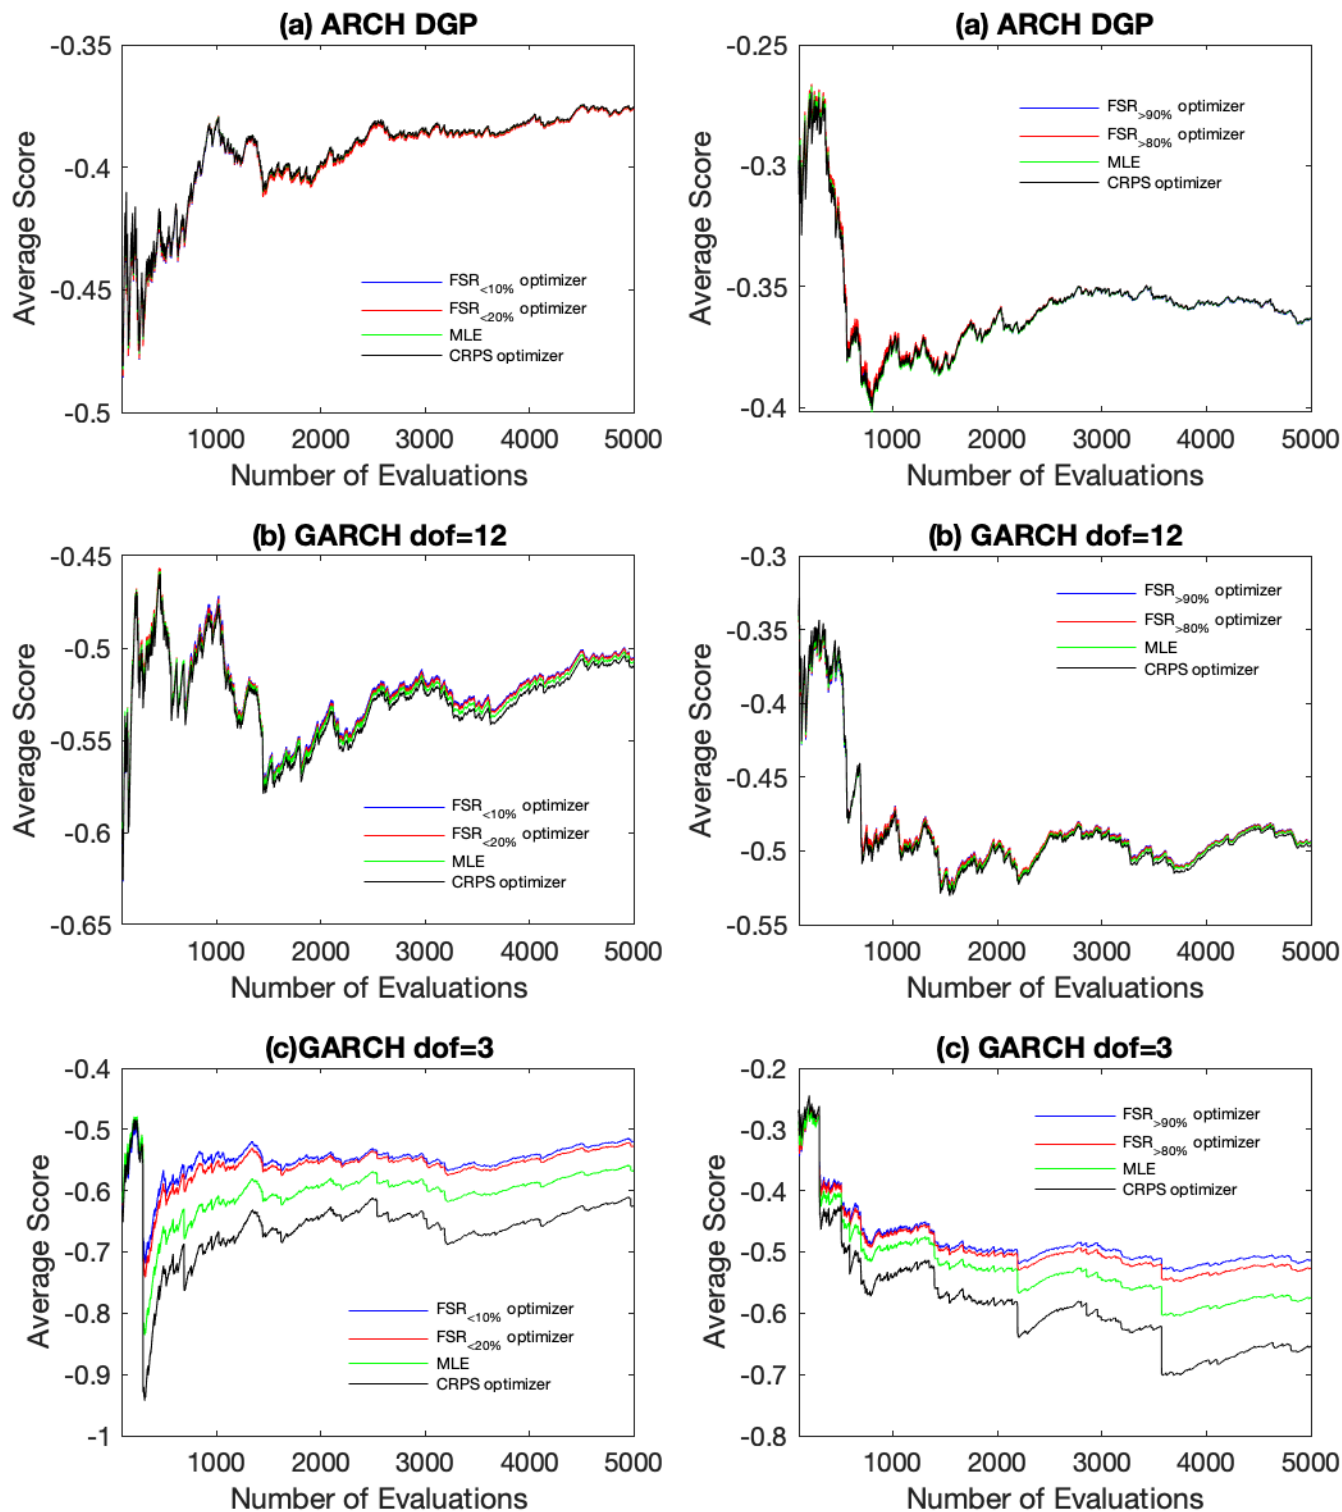 (a) ARCH DGP
-0.35
-0.4
-0.45
-0.5
Average Score
FSR<10% optimizer
FSR<20% optimizer
MLE
CRPS optimizer
1000 2000 3000 4000 5000
Number of Evaluations
(a) ARCH DGP
-0.25
-0.3
-0.35
-0.4
Average Score
FSR>90% optimizer
FSR>80% optimizer
MLE
CRPS optimizer
1000 2000 3000 4000 5000
Number of Evaluations
(b) GARCH dof=12
-0.45
-0.5
-0.55
-0.6
-0.65
Average Score
FSR<10% optimizer
FSR<20% optimizer
MLE
CRPS optimizer
1000 2000 3000 4000 5000
Number of Evaluations
(b) GARCH dof=12
-0.3
-0.35
-0.4
-0.45
-0.5
-0.55
Average Score
FSR>90% optimizer
FSR>80% optimizer
MLE
CRPS optimizer
1000 2000 3000 4000 5000
Number of Evaluations
(c)GARCH dof=3
-0.4
-0.5
-0.6
-0.7
-0.8
-0.9
-1
Average Score
FSR<10% optimizer
FSR<20% optimizer
MLE
CRPS optimizer
1000 2000 3000 4000 5000
Number of Evaluations
(c) GARCH dof=3
-0.2
-0.3
-0.4
-0.5
-0.6
-0.7
-0.8
Average Score
FSR>90% optimizer
FSR>80% optimizer
MLE
CRPS optimizer
1000 2000 3000 4000 5000
Number of Evaluations